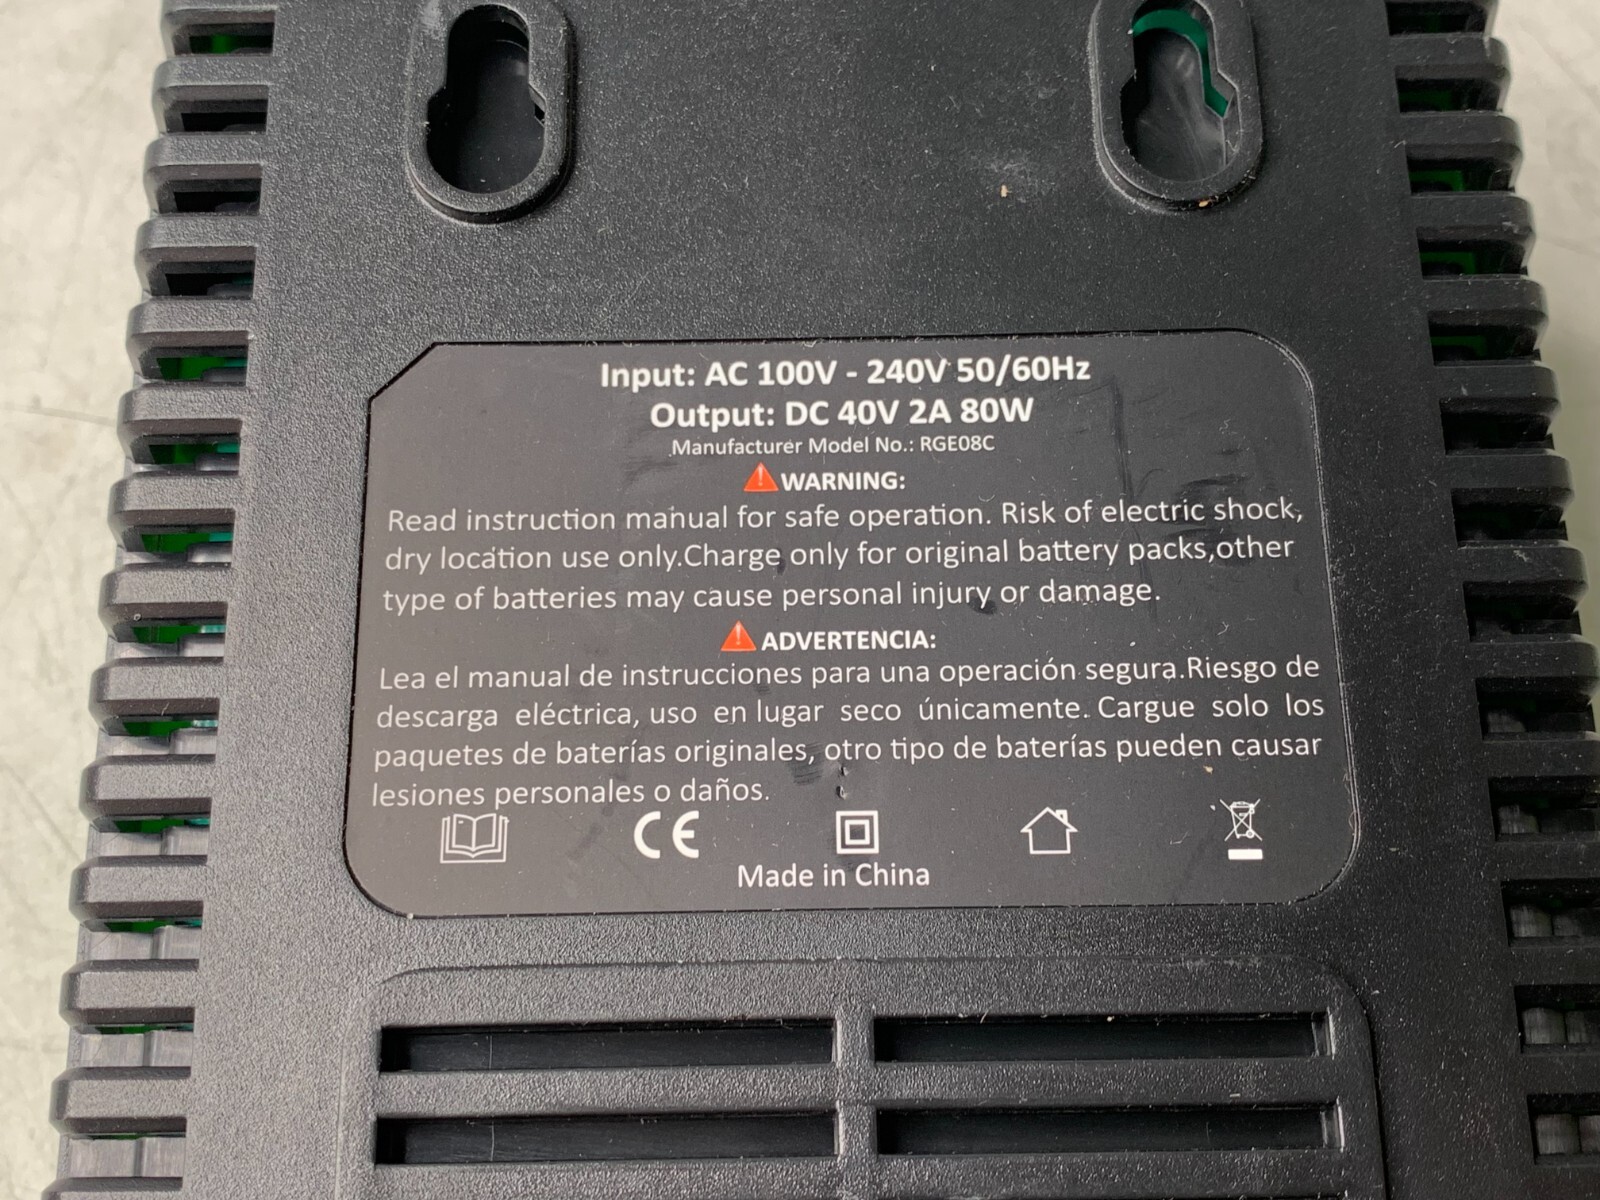 Input: AC 100V - 240V 50/60Hz
Output: DC 40V 2A 80W
Manufacturer Model No.: RGE08C
WARNING:
Read instruction manual for safe operation. Risk of electric shock,
dry location use only.Charge only for original battery packs,other
type of batteries may cause personal injury or damage.
ADVERTENCIA:
Lea el manual de instrucciones para una operación segura.Riesgo de
descarga eléctrica, uso en lugar seco únicamente. Cargue solo los
paquetes de baterías originales, otro tipo de baterías pueden causar
lesiones personales o daños.
CE
Made in China